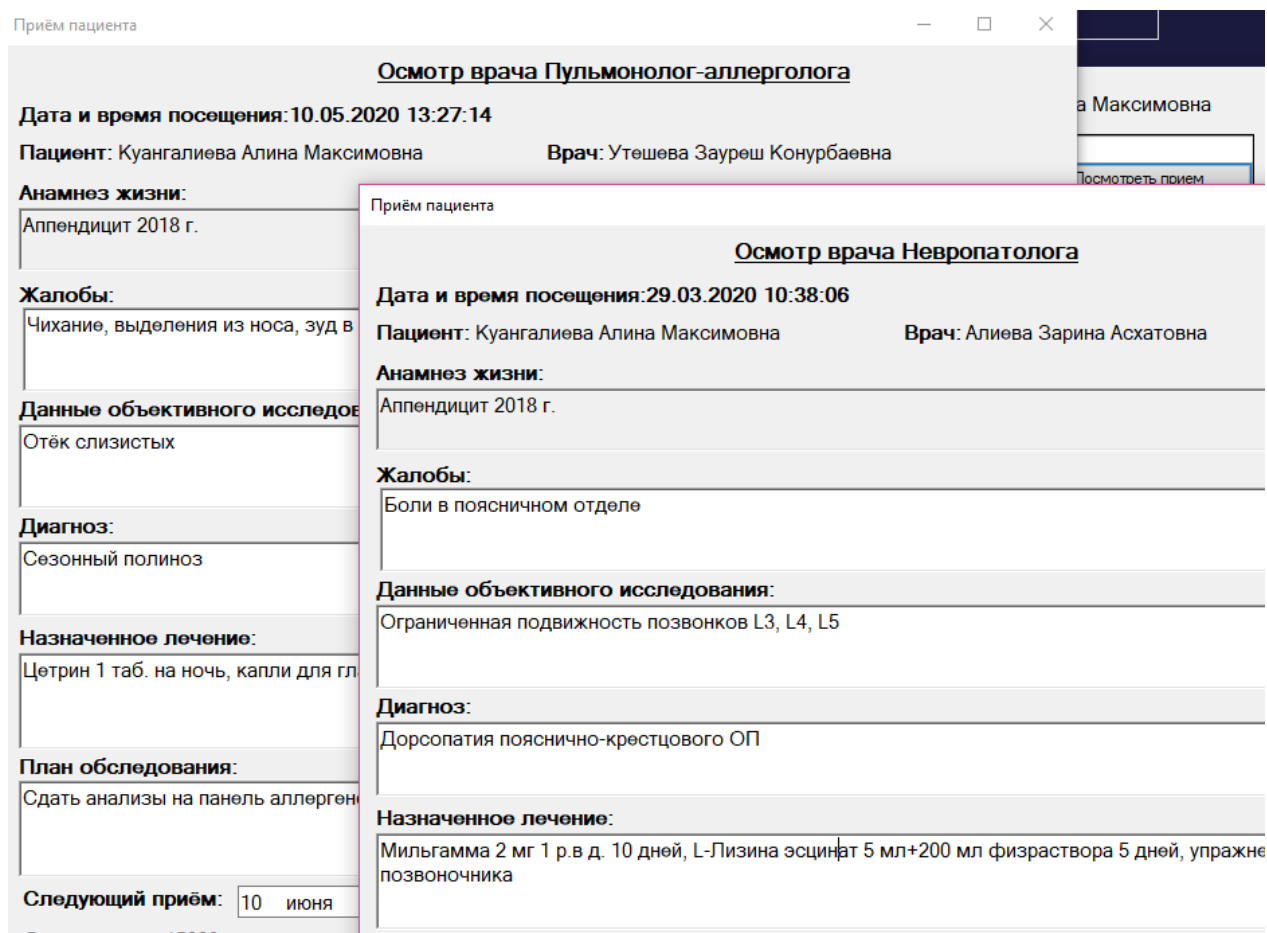 Приём пациента
Осмотр врача Пульмонолог-аллерголога
Дата и время посещения:10.05.2020 13:27:14
Пациент: Куангалиева Алина Максимовна Врач: Утешева Зауреш Конурбаевна
Анамнез жизни:
Аппендицит 2018 г.
Жалобы:
Чихание, выделения из носа, зуд в
Данные объективного исследов
Отёк слизистых
Диагноз:
Сезонный полиноз
Назначенное лечение:
Цетрин 1 таб. на ночь, капли для гл
План обследования:
Сдать анализы на панель аллерген
Следующий приём: 10 июня
а Максимовна
Посмотреть прием
Приём пациента
Осмотр врача Невропатолога
Дата и время посещения:29.03.2020 10:38:06
Пациент: Куангалиева Алина Максимовна Врач: Алиева Зарина Асхатовна
Анамнез жизни:
Аппендицит 2018 г.
Жалобы:
Боли в поясничном отделе
Данные объективного исследования:
Ограниченная подвижность позвонков L3, L4, L5
Диагноз:
Дорсопатия пояснично-крестцового ОП
Назначенное лечение:
Мильгамма 2 мг 1 р.в д. 10 дней, L-Лизина эсцинат 5 мл+200 мл физраствора 5 дней, упражне
позвоночника